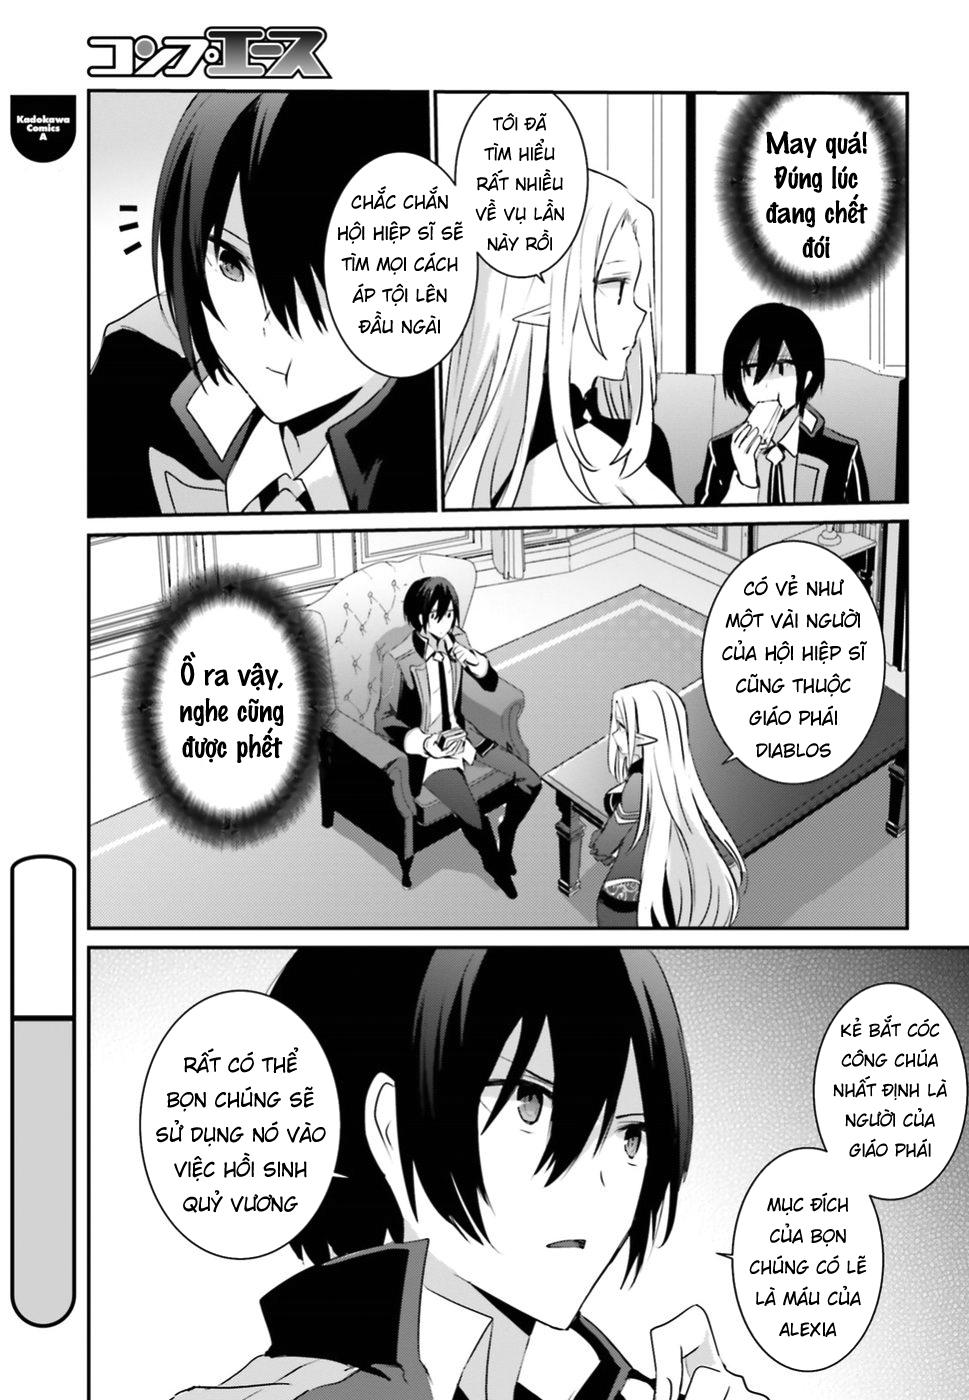 コンプ・エース
Kadokawa
Comics
A
May quá!
Đúng lúc
đang chết
đói
TÔI ĐÃ
TÌM HIỂU
RẤT NHIỀU
VỀ VỤ LẦN
NÀY RỒI
CHẮC CHẮN
HỘI HIỆP SĨ SẼ
TÌM MỌI CÁCH
ÁP TỘI LÊN
ĐẦU NGÀI
CÓ VẺ NHƯ
MỘT VÀI NGƯỜI
CỦA HỘI HIỆP SĨ
CŨNG THUỘC
GIÁO PHÁI
DIABLOS
Ồ ra vậy,
nghe cũng
được phết
KẺ BẮT CÓC
CÔNG CHÚA
NHẤT ĐỊNH LÀ
NGƯỜI CỦA
GIÁO PHÁI
MỤC ĐÍCH
CỦA BỌN
CHÚNG CÓ LẼ
LÀ MÁU CỦA
ALEXIA
RẤT CÓ THỂ
BỌN CHÚNG SẼ
SỬ DỤNG NÓ VÀO
VIỆC HỒI SINH
QUỶ VƯƠNG